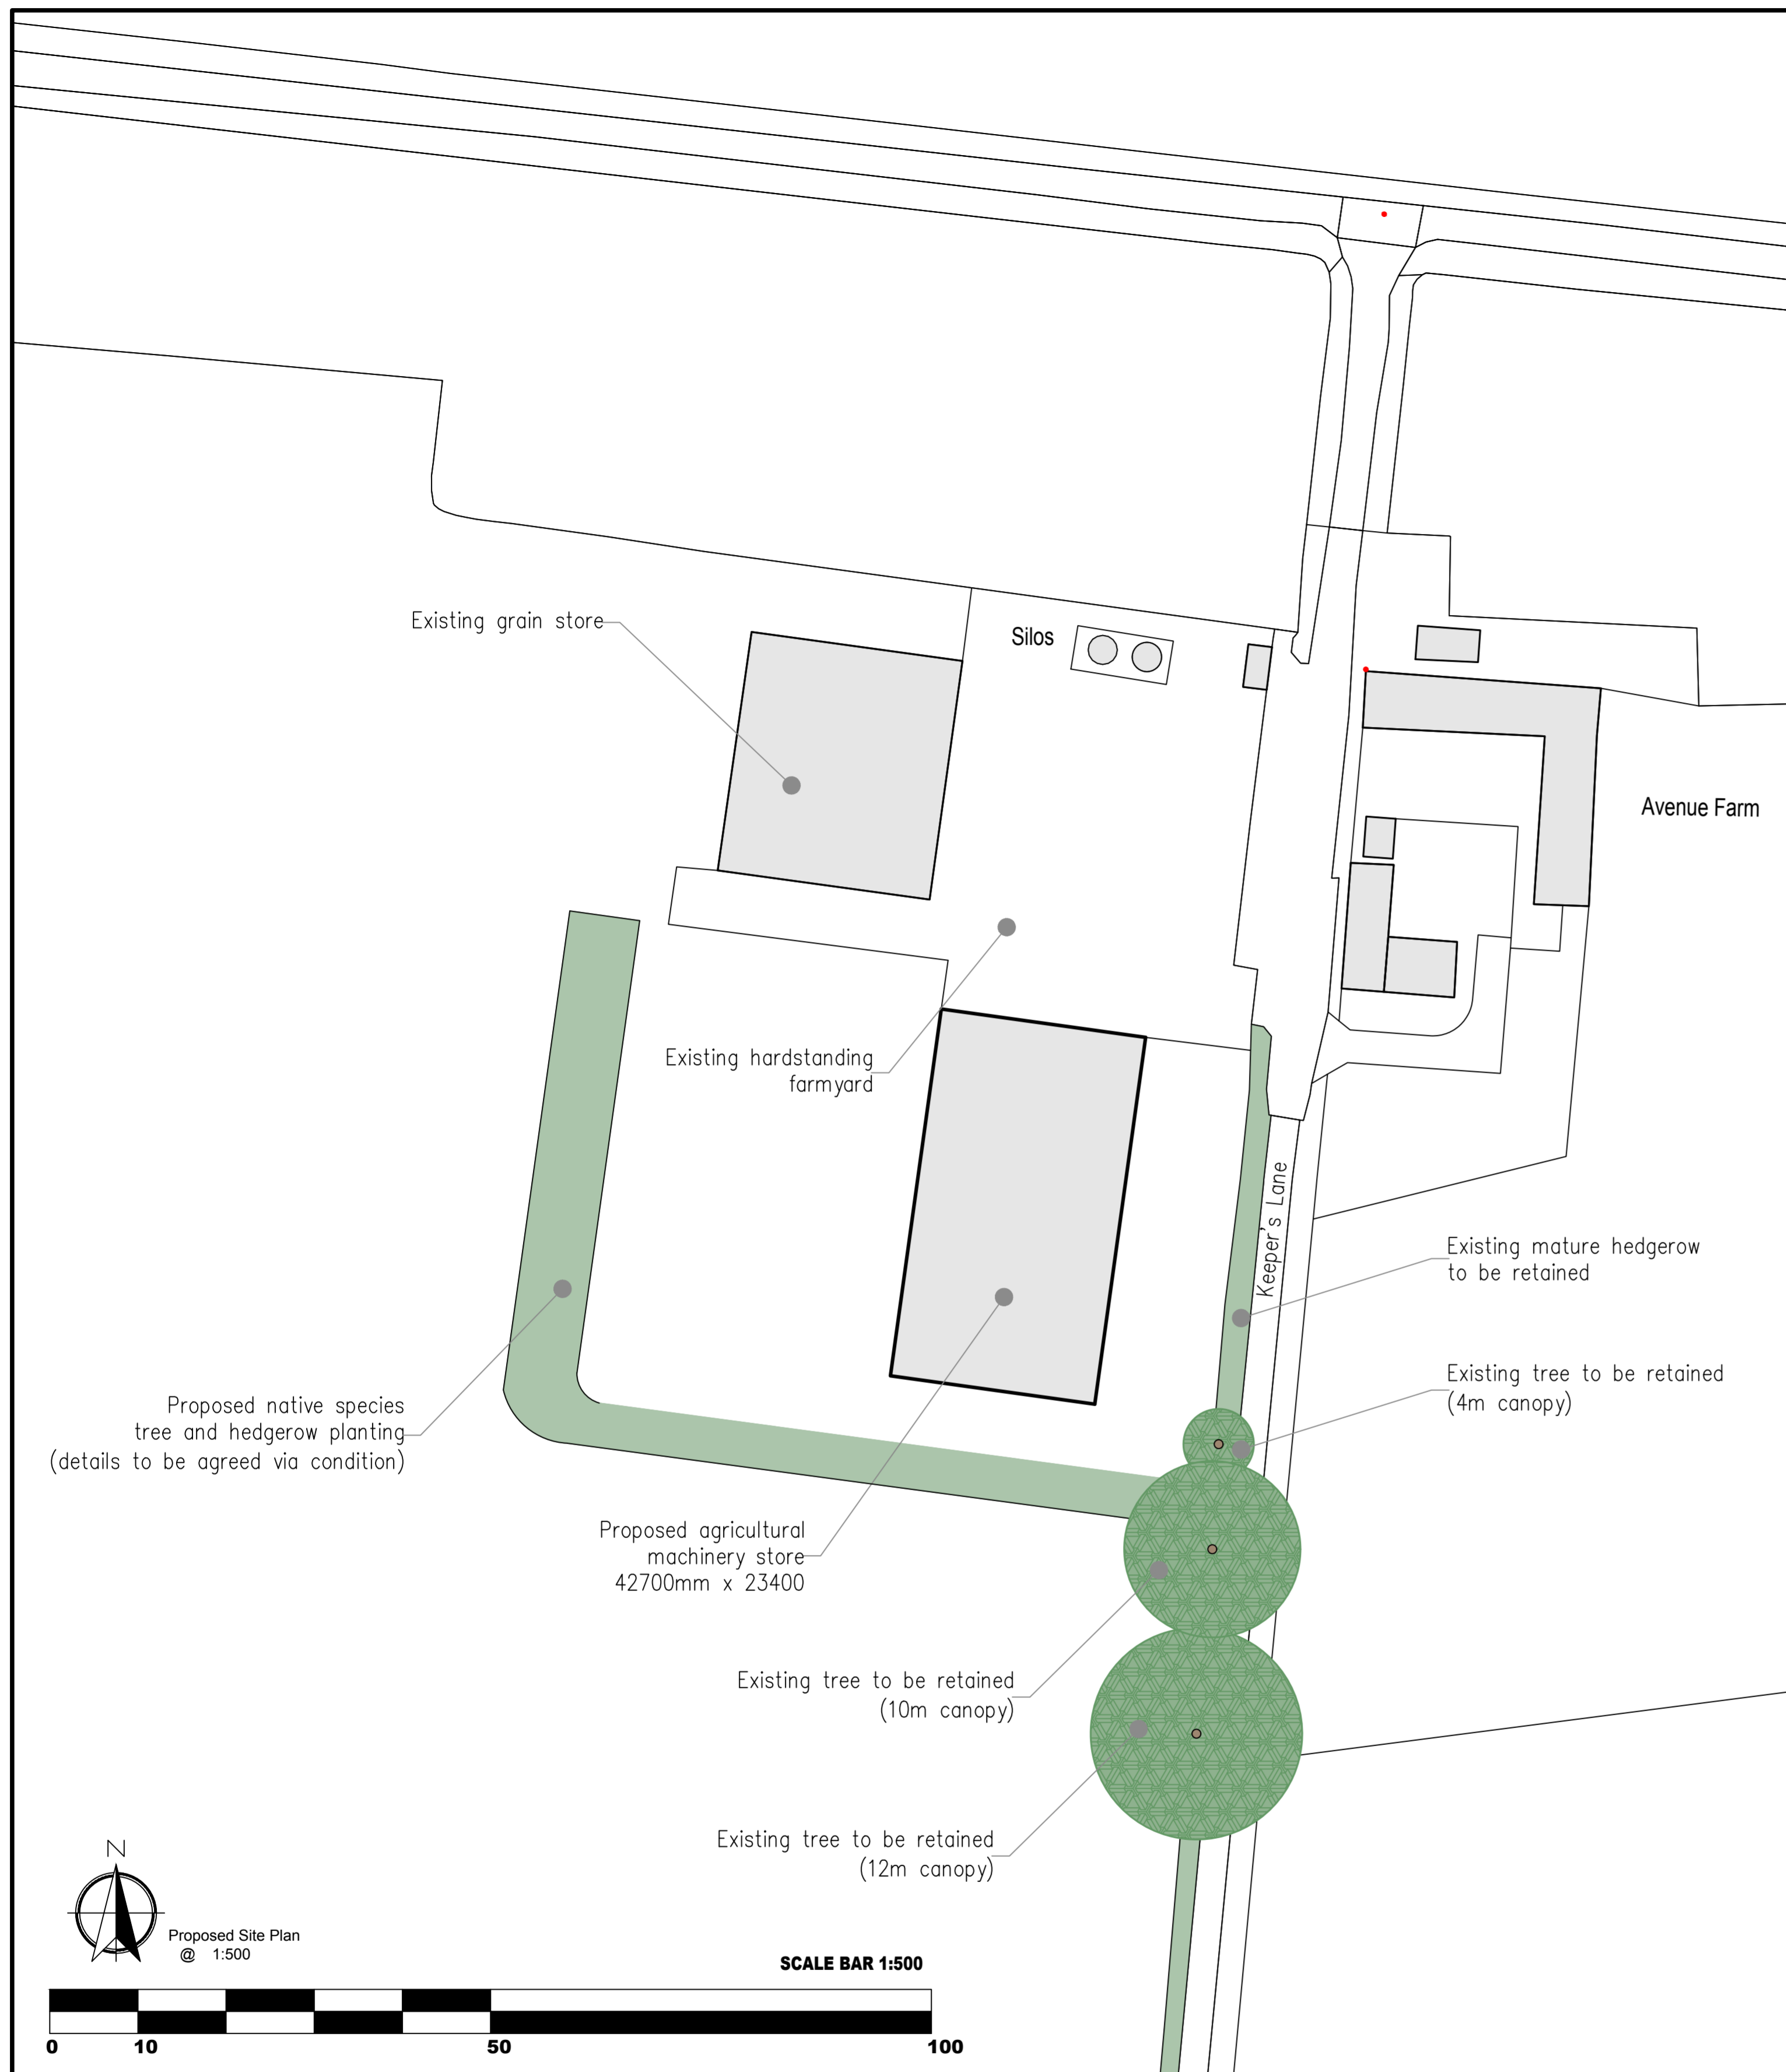 Existing grain store
Silos
Avenue Farm
Existing hardstanding
farmyard
Keeper's Lane
Existing mature hedgerow
to be retained
Existing tree to be retained
(4m canopy)
Proposed native species
tree and hedgerow planting
(details to be agreed via condition)
Proposed agricultural
machinery store
42700mm x 23400
Existing tree to be retained
(10m canopy)
Existing tree to be retained
(12m canopy)
N
Proposed Site Plan
@ 1:500
SCALE BAR 1:500
0 10 50 100